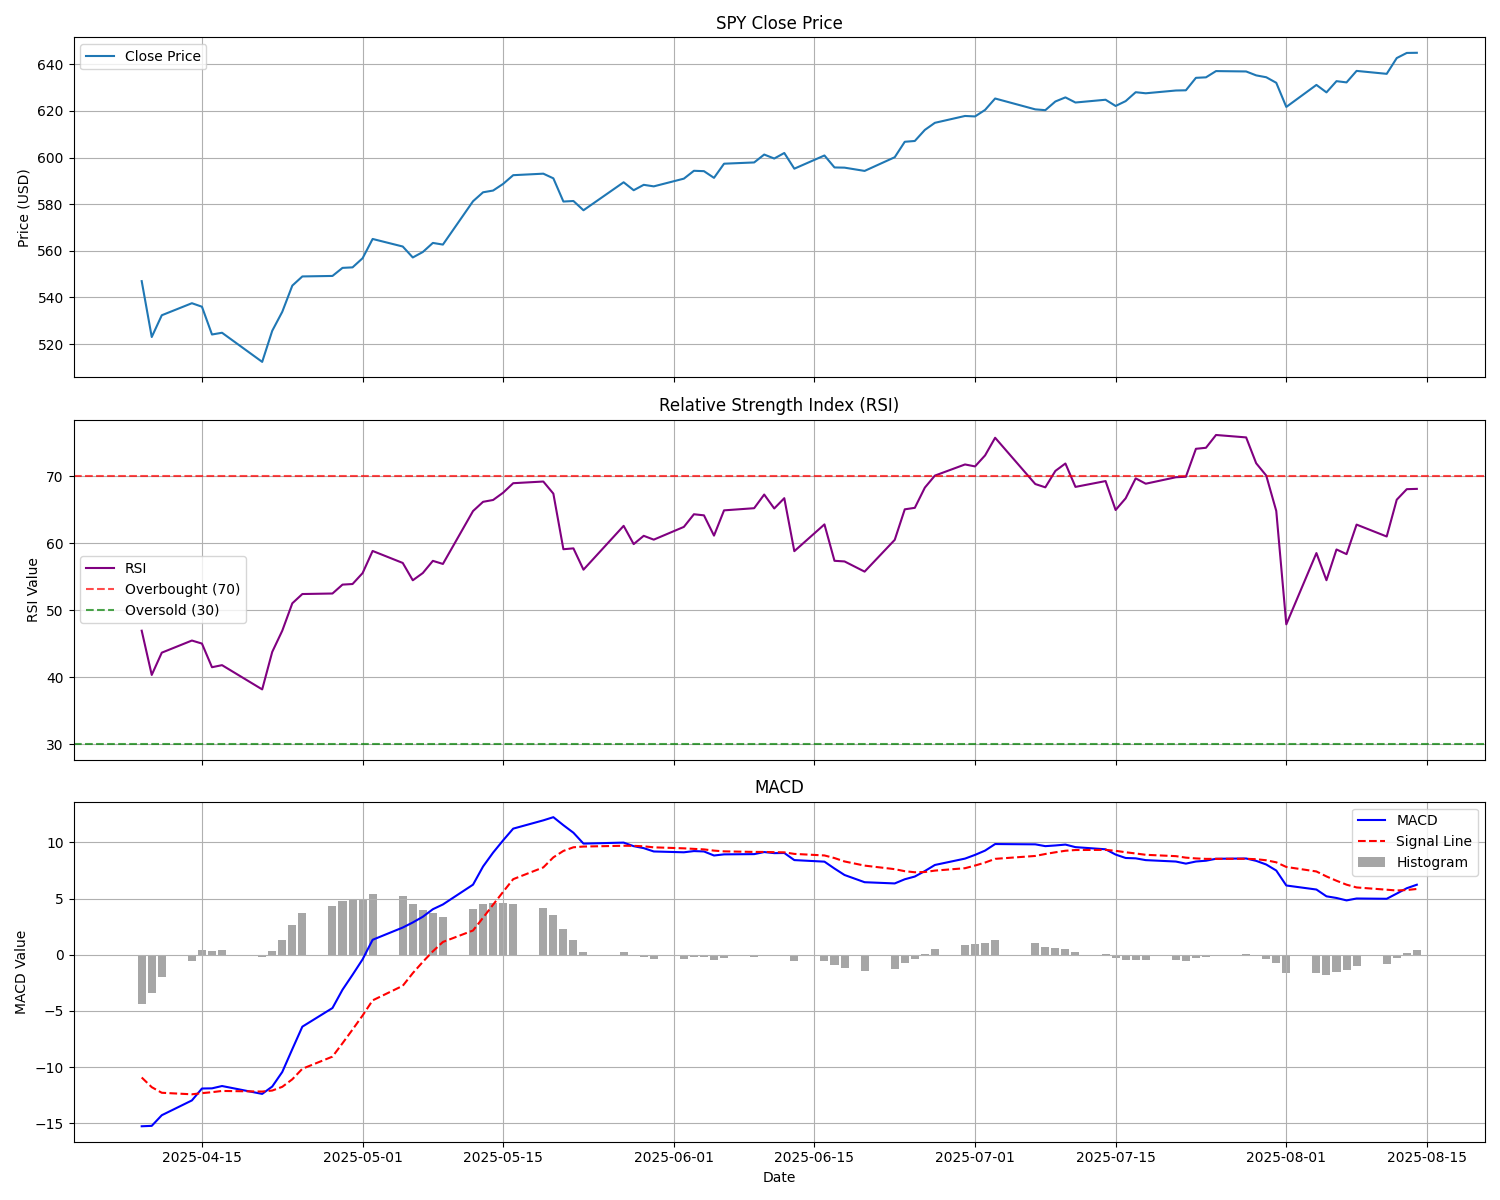 SPY Close Price
Close Price
640
620
600
580
560
540
520
Price (USD)
Relative Strength Index (RSI)
70
60
50
40
30
RSI Value
RSI
Overbought (70)
Oversold (30)
MACD
MACD
Signal Line
Histogram
10
5
0
−5
−10
−15
MACD Value
2025-04-15
2025-05-01
2025-05-15
2025-06-01
2025-06-15
2025-07-01
2025-07-15
2025-08-01
2025-08-15
Date